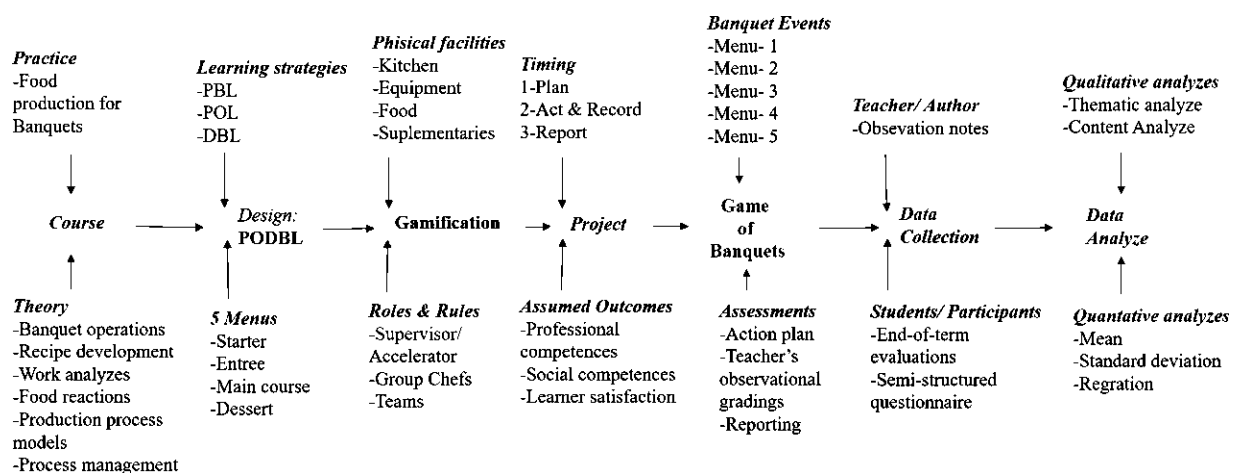 Practice
-Food
production for
Banquets
Learning strategies
-PBL
-POL
-DBL
Phisical facilities
-Kitchen
-Equipment
-Food
-Suplementaries
Timing
1-Plan
2-Act & Record
3-Report
Banquet Events
-Menu- 1
-Menu- 2
-Menu- 3
-Menu- 4
-Menu- 5
Teacher/ Author
-Obsevation notes
Qualitative analyzes
-Thematic analyze
-Content Analyze
Course
Design:
PODBL
Gamification
Project
Game
of
Banquets
Data
Collection
Data
Analyze
Theory
-Banquet operations
-Recipe development
-Work analyzes
-Food reactions
-Production process
models
-Process management
5 Menus
-Starter
-Entree
-Main course
-Dessert
Roles & Rules
-Supervisor/
Accelerator
-Group Chefs
-Teams
Assumed Outcomes
-Professional
competences
-Social competences
-Learner satisfaction
Assessments
-Action plan
-Teacher's
observational
gradings
-Reporting
Students/ Participants
-End-of-term
evaluations
-Semi-structured
questionnaire
Quantative analyzes
-Mean
-Standard deviation
-Regration